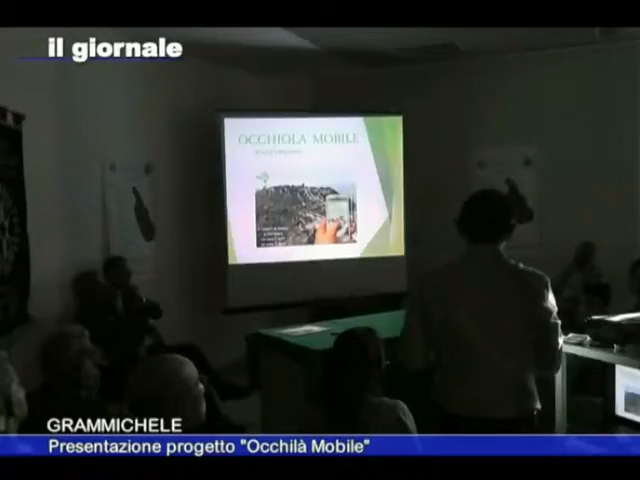 il giornale
OCCHIOLA MOBILE
GRAMMICHELE
Presentazione progetto "Occhilà Mobile"